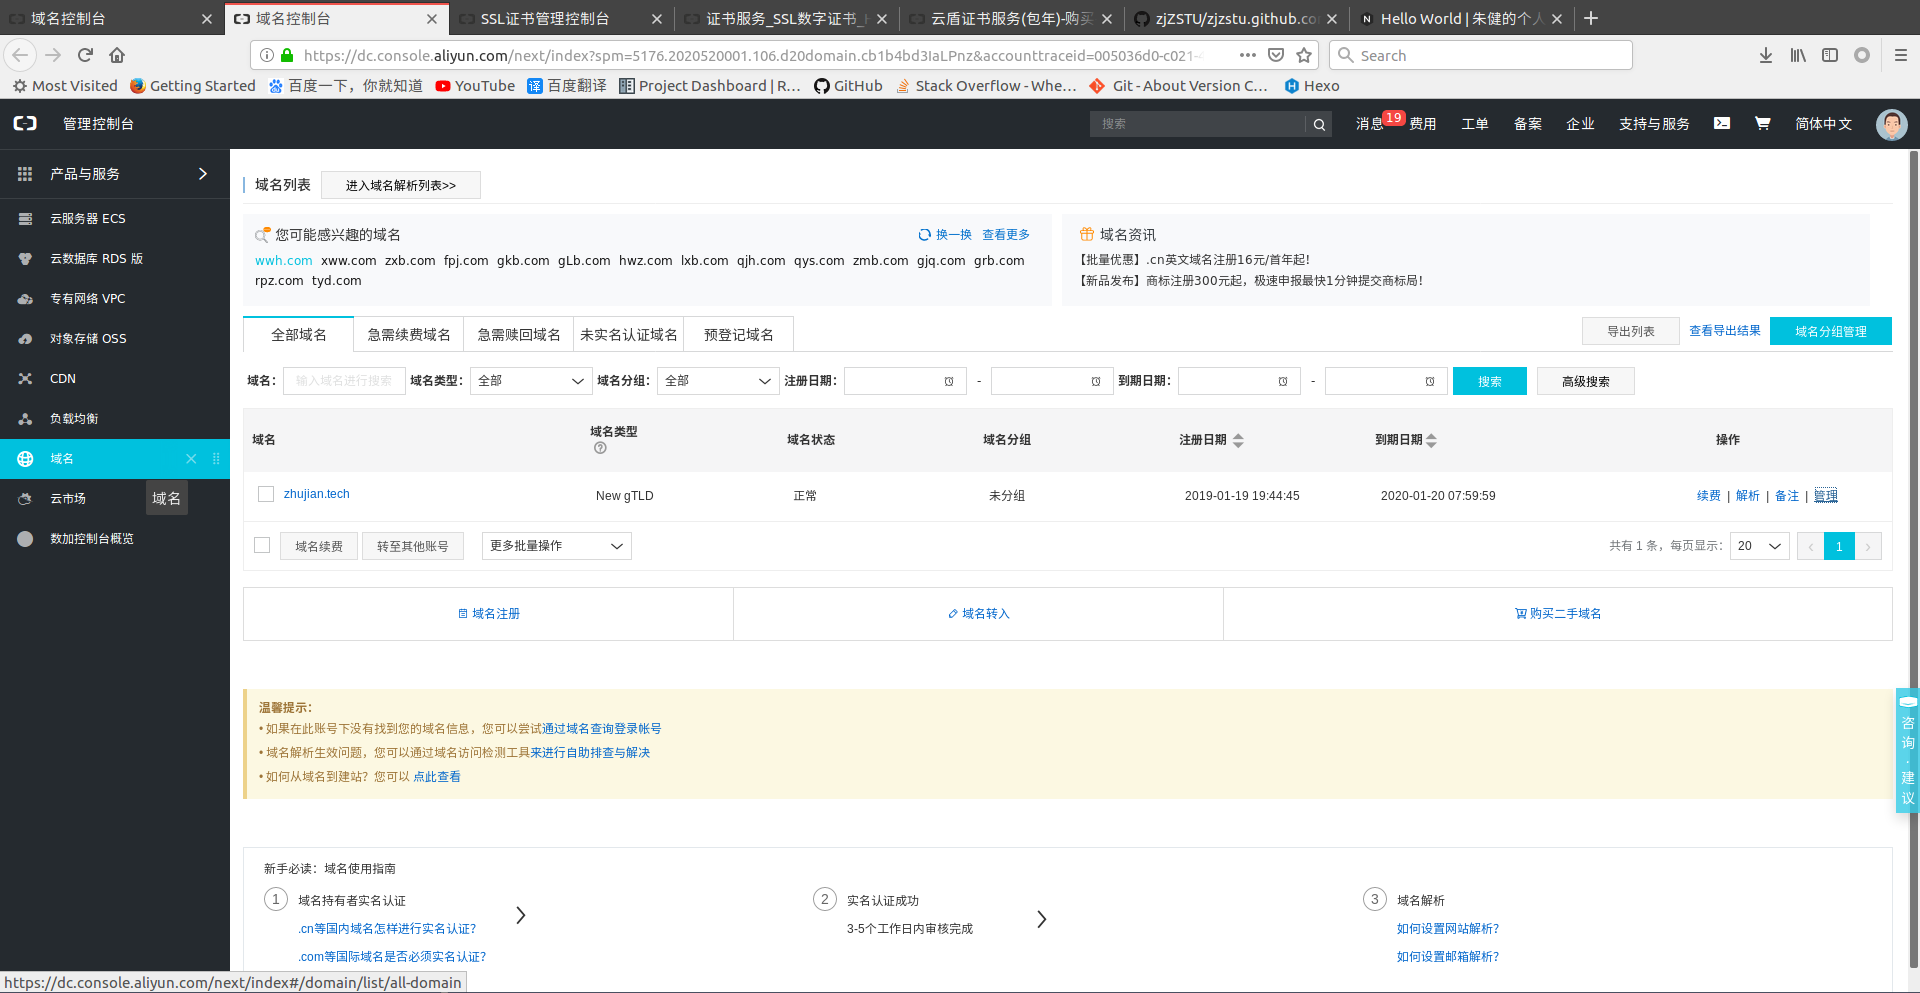 域名控制台
域名控制台
SSL证书管理控制台
证书服务_SSL数字证书_
云盾证书服务(包年)-购买
zjZSTU/zjzstu.github.co
Hello World | 朱健的个人
https://dc.console.aliyun.com/next/index?spm=5176.2020520001.106.d20domain.cb1b4bd3IaLPnz&accounttraceid=005036d0-c021-
Search
Most Visited
Getting Started
百度一下，你就知道
YouTube
百度翻译
Project Dashboard | R...
GitHub
Stack Overflow - Whe...
Git - About Version C...
Hexo
管理控制台
搜索
消息 19
费用
工单
备案
企业
支持与服务
简体中文
产品与服务
云服务器 ECS
云数据库 RDS 版
专有网络 VPC
对象存储 OSS
CDN
负载均衡
域名
云市场
域名
数加控制台概览
域名列表
进入域名解析列表>>
您可能感兴趣的域名
换一换
查看更多
wwh.com xww.com zxb.com fpj.com gkb.com gLb.com hwz.com lxb.com qjh.com qys.com zmb.com gjq.com grb.com
rpz.com tyd.com
域名资讯
【批量优惠】.cn英文域名注册16元/首年起!
【新品发布】商标注册300元起，极速申报最快1分钟提交商标局!
全部域名
急需续费域名
急需赎回域名
未实名认证域名
预登记域名
导出列表
查看导出结果
域名分组管理
域名：
输入域名进行搜索
域名类型：
全部
域名分组：
全部
注册日期：
-
到期日期：
-
搜索
高级搜索
域名
域名类型
域名状态
域名分组
注册日期
到期日期
操作
zhujian.tech
New gTLD
正常
未分组
2019-01-19 19:44:45
2020-01-20 07:59:59
续费 | 解析 | 备注 | 管理
域名续费
转至其他账号
更多批量操作
共有 1 条，每页显示：
20
1
域名注册
域名转入
购买二手域名
温馨提示：
• 如果在此账号下没有找到您的域名信息，您可以尝试通过域名查询登录帐号
• 域名解析生效问题，您可以通过域名访问检测工具来进行自助排查与解决
• 如何从域名到建站？您可以 点此查看
咨询·建议
新手必读：域名使用指南
1
域名持有者实名认证
.cn等国内域名怎样进行实名认证？
.com等国际域名是否必须实名认证？
2
实名认证成功
3-5个工作日内审核完成
3
域名解析
如何设置网站解析？
如何设置邮箱解析？
https://dc.console.aliyun.com/next/index#/domain/list/all-domain